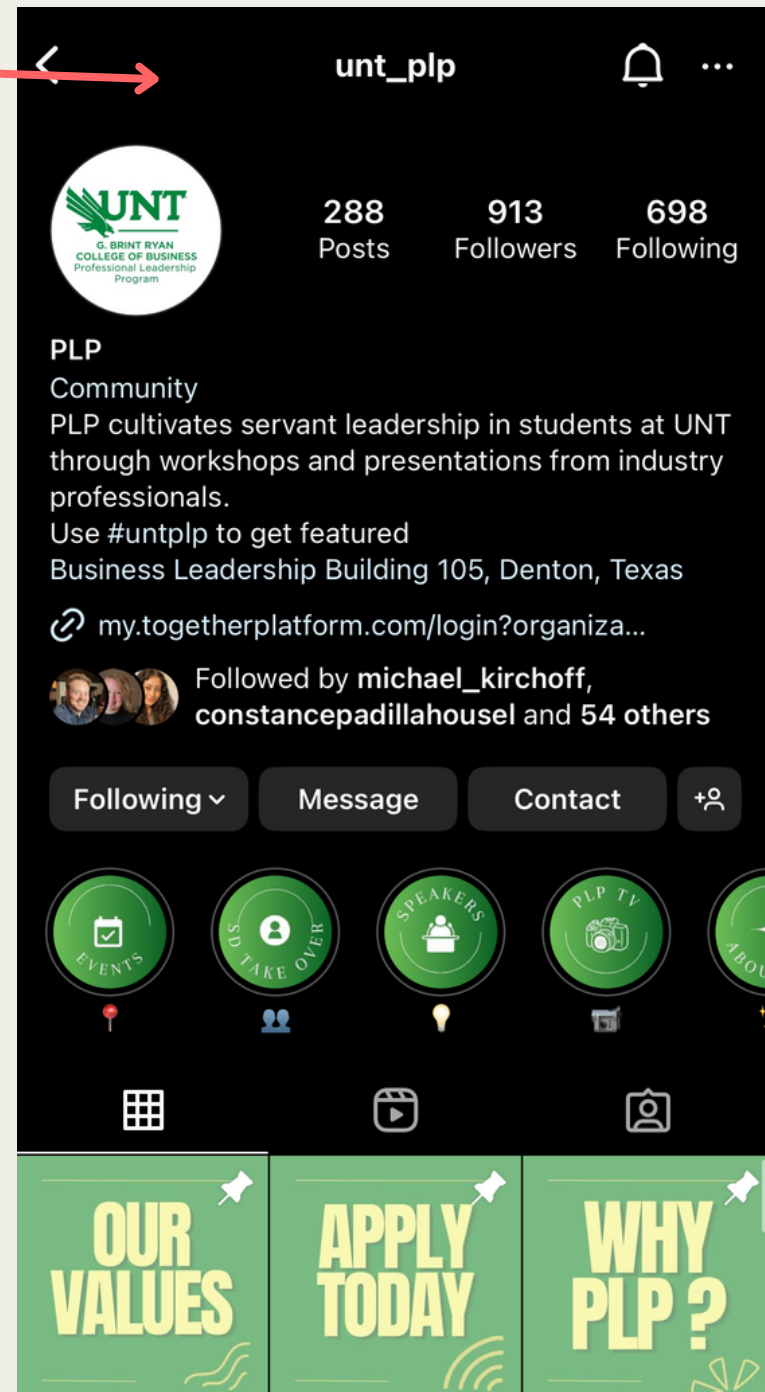 unt_plp
UNT
G. BRINT RYAN
COLLEGE OF BUSINESS
Professional Leadership
Program
288 913 698
Posts Followers Following
PLP
Community
PLP cultivates servant leadership in students at UNT
through workshops and presentations from industry
professionals.
Use #untplp to get featured
Business Leadership Building 105, Denton, Texas
my.togetherplatform.com/login?organiza...
Followed by michael_kirchoff,
constancepadillahousel and 54 others
Following Message Contact
EVENTS
SD TAKE OVER
SPEAKERS
PLP TV
ABOU
OUR
VALUES
APPLY
TODAY
WHY
PLP ?